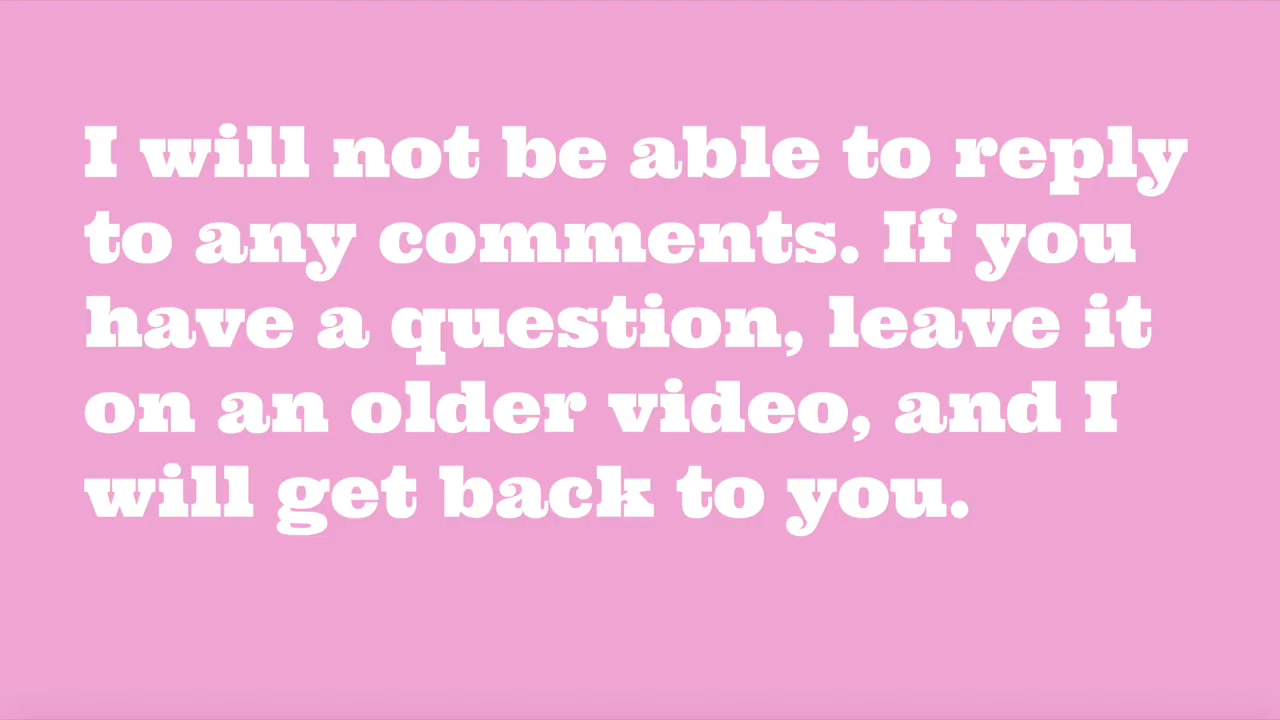 I will not be able to reply
to any comments. If you
have a question, leave it
on an older video, and I
will get back to you.